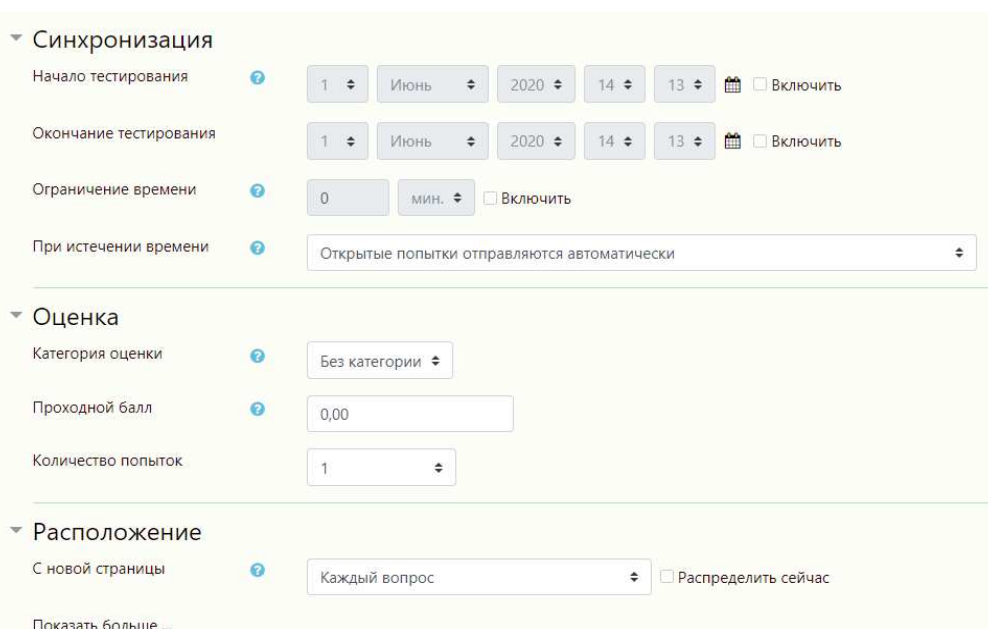 Синхронизация
Начало тестирования 1 Июнь 2020 14 13 Включить
Окончание тестирования 1 Июнь 2020 14 13 Включить
Ограничение времени 0 мин. Включить
При истечении времени Открытые попытки отправляются автоматически
Оценка
Категория оценки Без категории
Проходной балл 0,00
Количество попыток 1
Расположение
С новой страницы Каждый вопрос Распределить сейчас
Показать больше ...